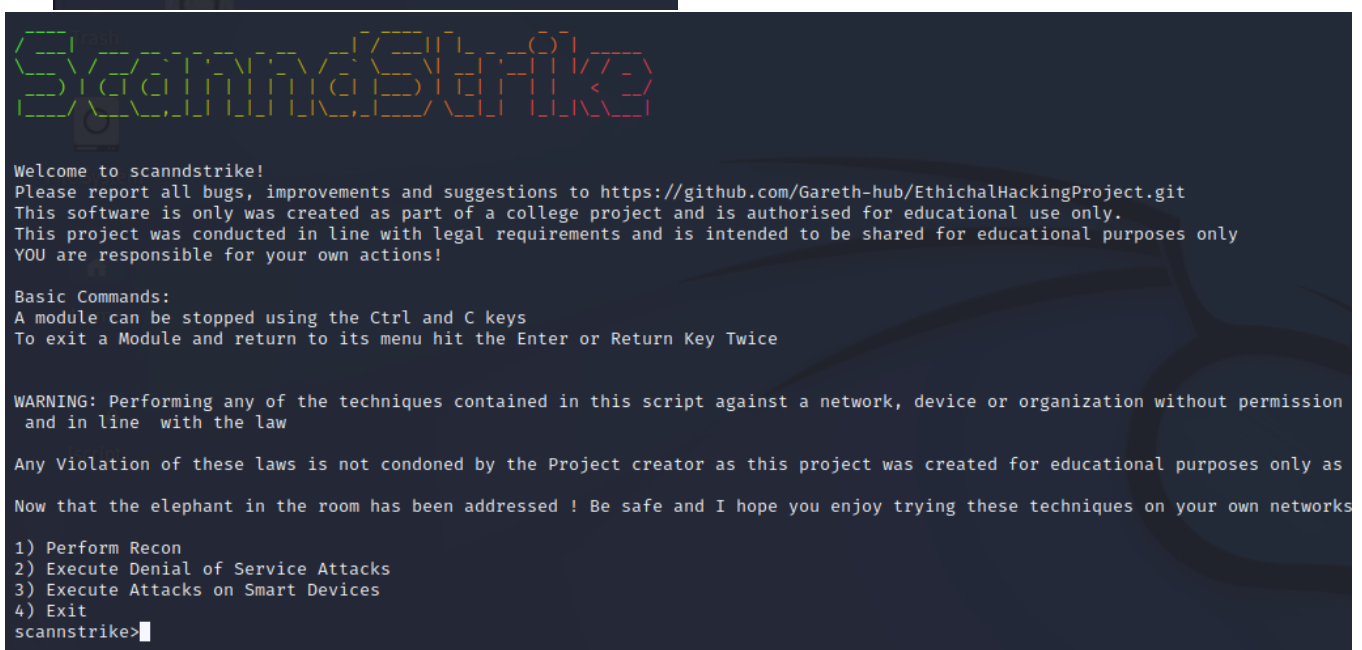 Trash
ScanndStrike
Welcome to scanndstrike!
Please report all bugs, improvements and suggestions to https://github.com/Gareth-hub/EthichalHackingProject.git
This software is only was created as part of a college project and is authorised for educational use only.
This project was conducted in line with legal requirements and is intended to be shared for educational purposes only
YOU are responsible for your own actions!
Basic Commands:
A module can be stopped using the Ctrl and C keys
To exit a Module and return to its menu hit the Enter or Return Key Twice
WARNING: Performing any of the techniques contained in this script against a network, device or organization without permission
and in line with the law
Any Violation of these laws is not condoned by the Project creator as this project was created for educational purposes only as
Now that the elephant in the room has been addressed ! Be safe and I hope you enjoy trying these techniques on your own networks
1) Perform Recon
2) Execute Denial of Service Attacks
3) Execute Attacks on Smart Devices
4) Exit
scannstrike>